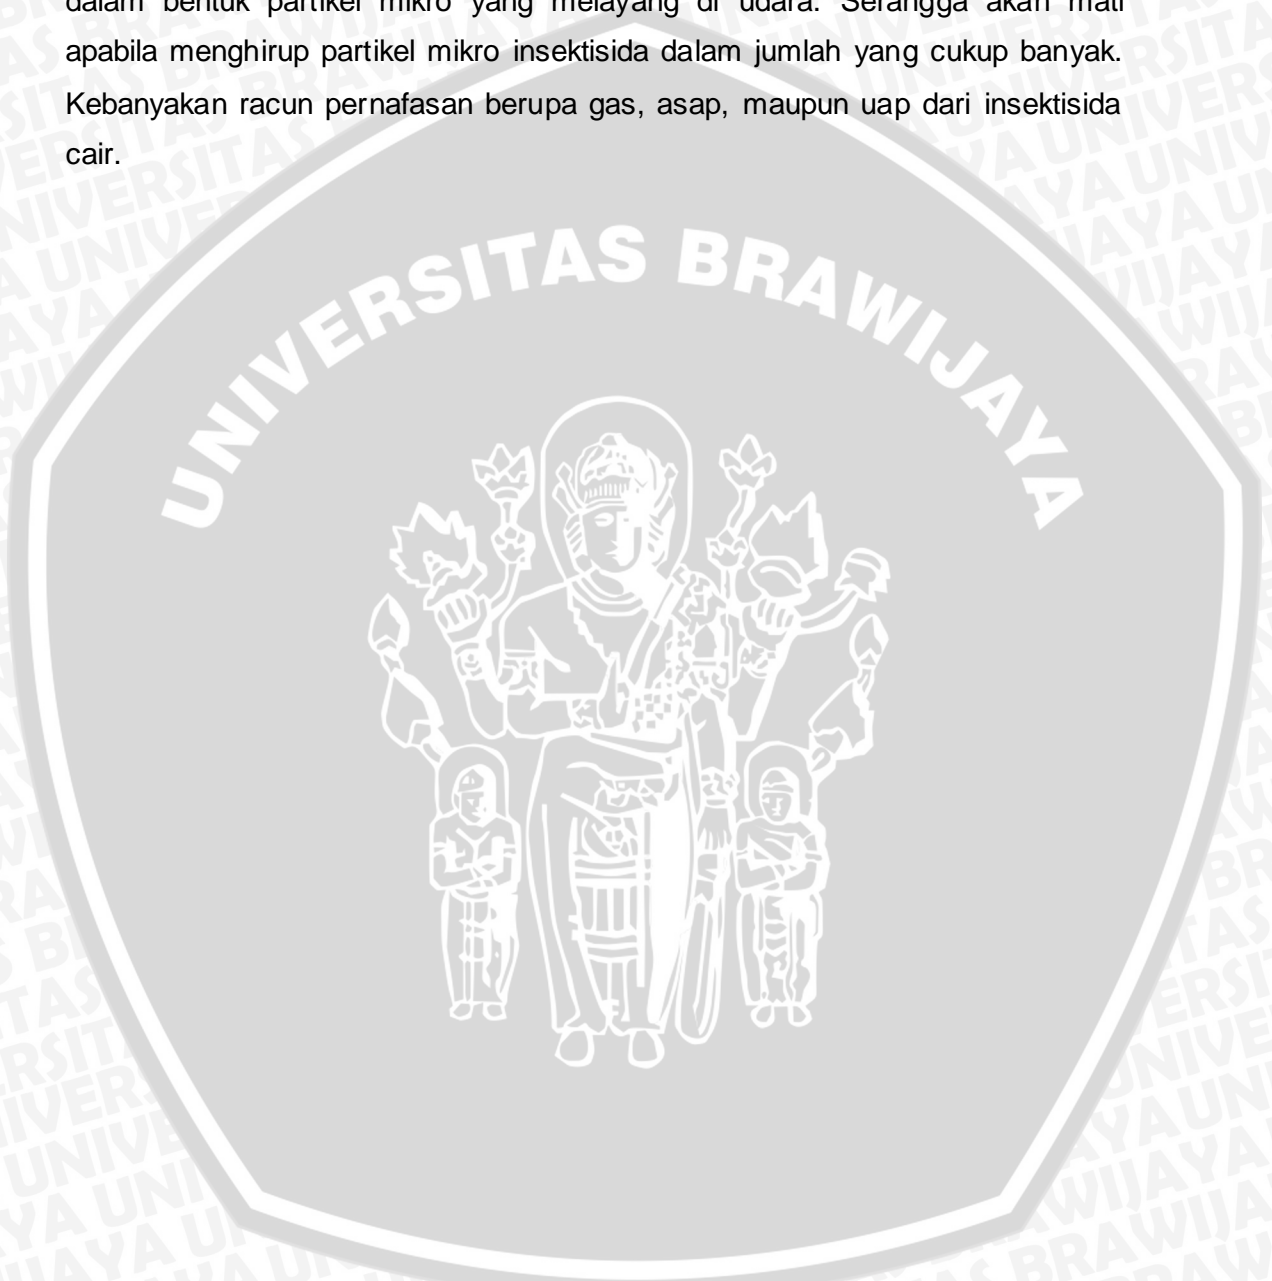 dalam bentuk partikel mikro yang melayang di udara. Serangga akan mati
apabila menghirup partikel mikro insektisida dalam jumlah yang cukup banyak.
Kebanyakan racun pernafasan berupa gas, asap, maupun uap dari insektisida
cair.
UNIVERSITAS BRAWIJAYA